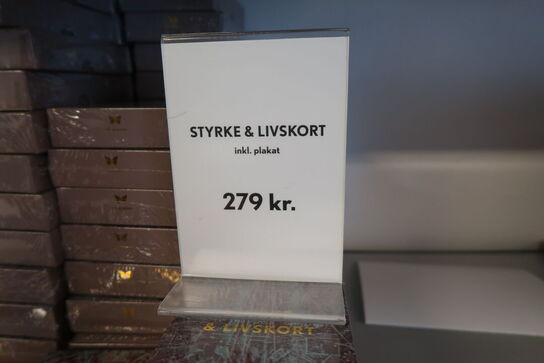 STYRKE & LIVSKORT
inkl. plakat
279 kr.
& LIVSKORT